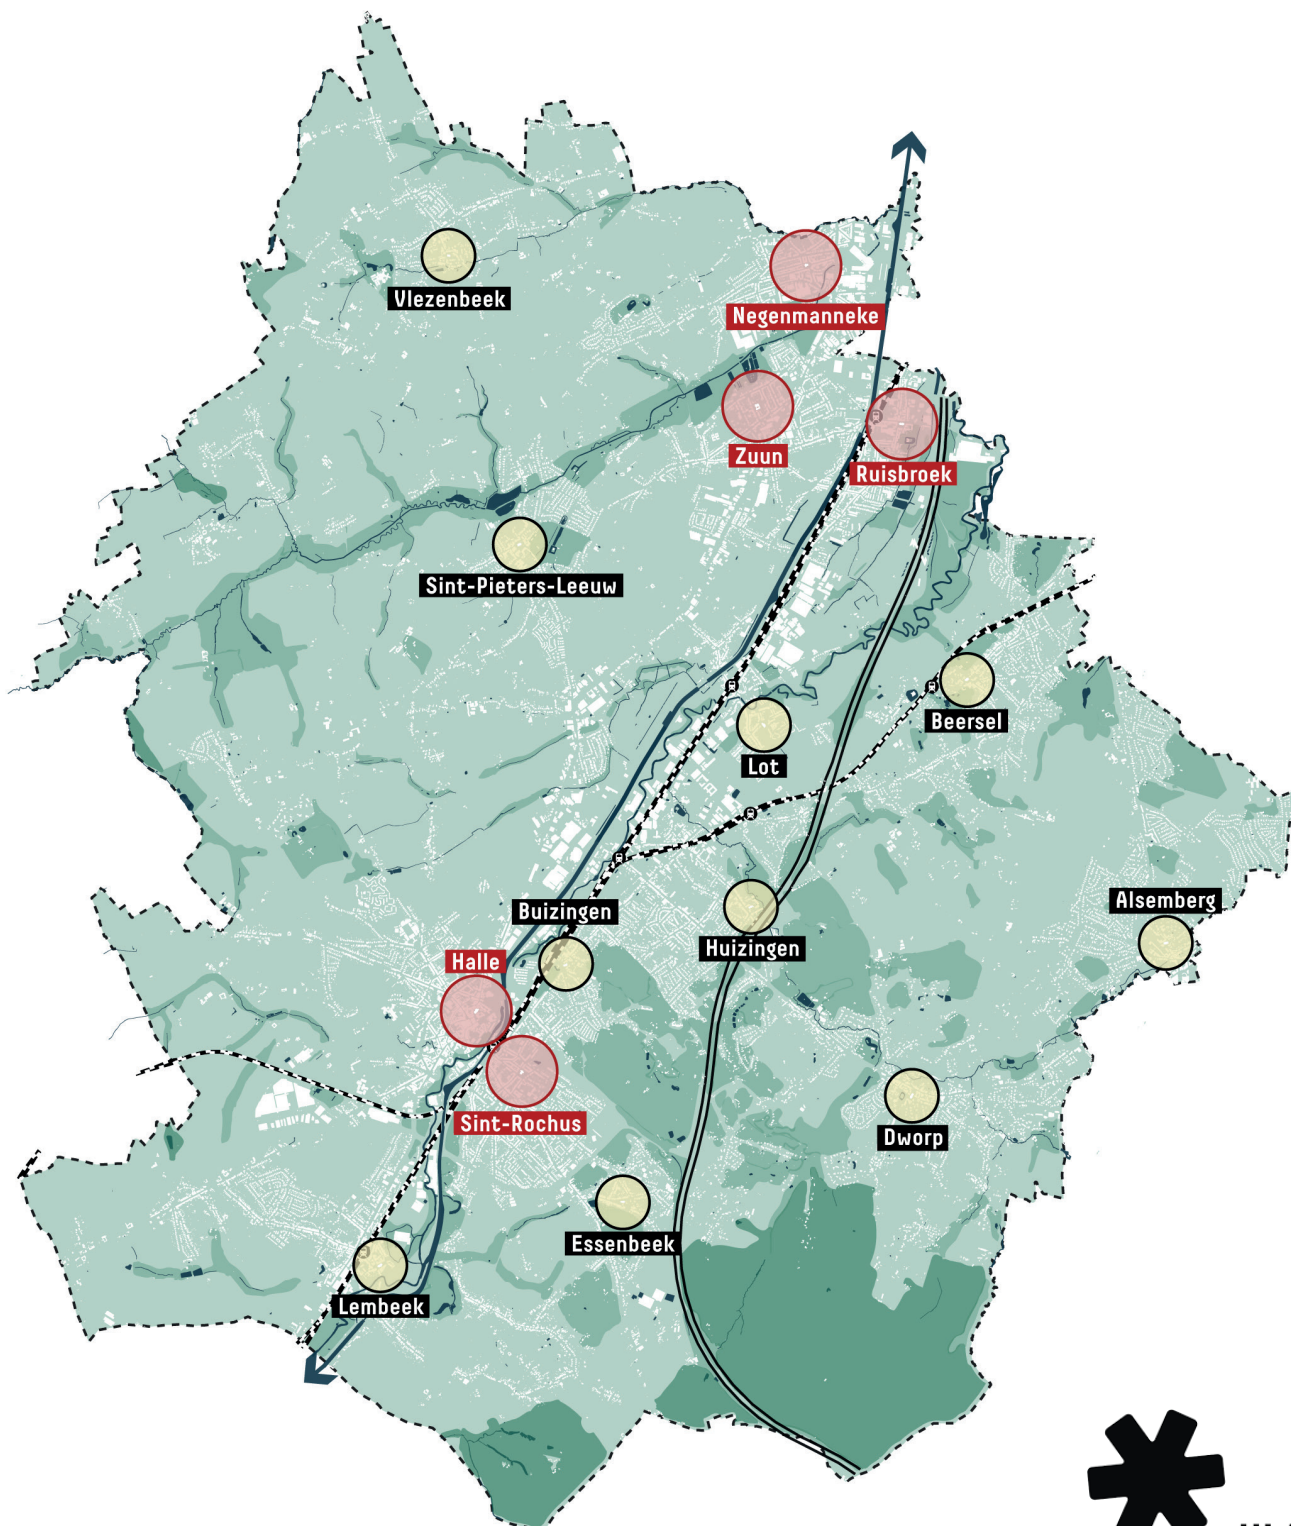 Vlezenbeek
Negenmanneke
Zuun
Ruisbroek
Sint-Pieters-Leeuw
Beersel
Lot
Alsemberg
Buizingen
Huizingen
Halle
Sint-Rochus
Dworp
Essenbeek
Lembeek